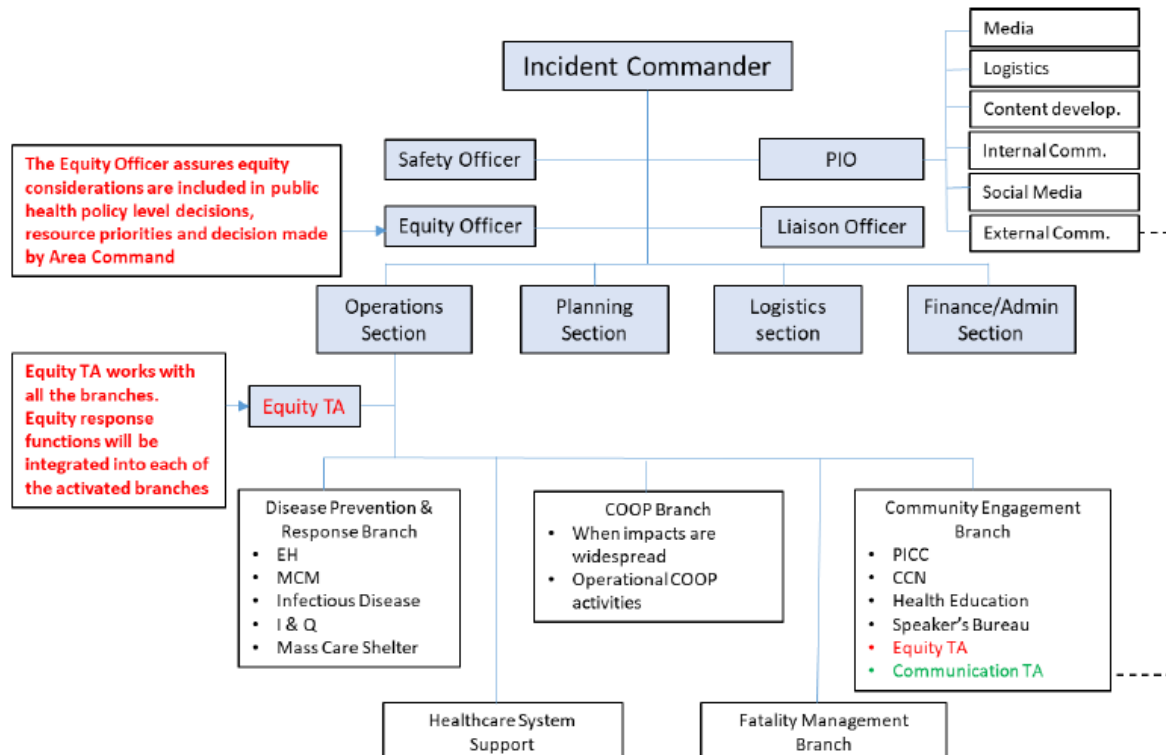 Incident Commander
Media
Logistics
Content develop.
Internal Comm.
Social Media
External Comm.
Safety Officer
PIO
Equity Officer
Liaison Officer
The Equity Officer assures equity
considerations are included in public
health policy level decisions,
resource priorities and decision made
by Area Command
Operations
Section
Planning
Section
Logistics
section
Finance/Admin
Section
Equity TA works with
all the branches.
Equity response
functions will be
integrated into each of
the activated branches
Equity TA
Disease Prevention &
Response Branch
• EH
• MCM
• Infectious Disease
• I & Q
• Mass Care Shelter
COOP Branch
• When impacts are
widespread
• Operational COOP
activities
Community Engagement
Branch
• PICC
• CCN
• Health Education
• Speaker's Bureau
• Equity TA
• Communication TA
Healthcare System
Support
Fatality Management
Branch